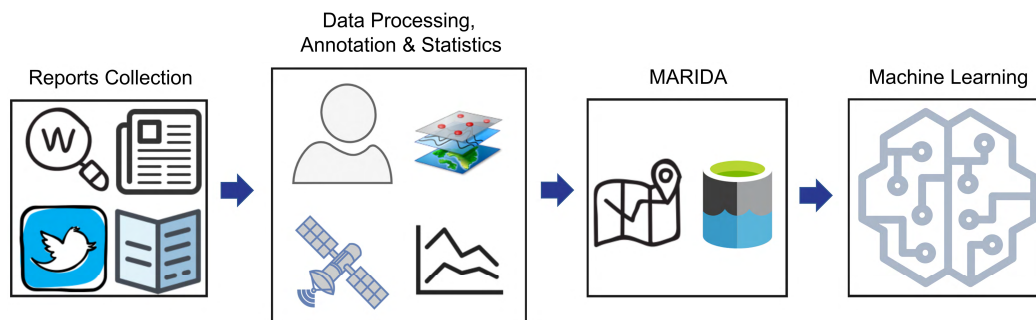 Reports Collection
W
Data Processing,
Annotation & Statistics
MARIDA
Machine Learning